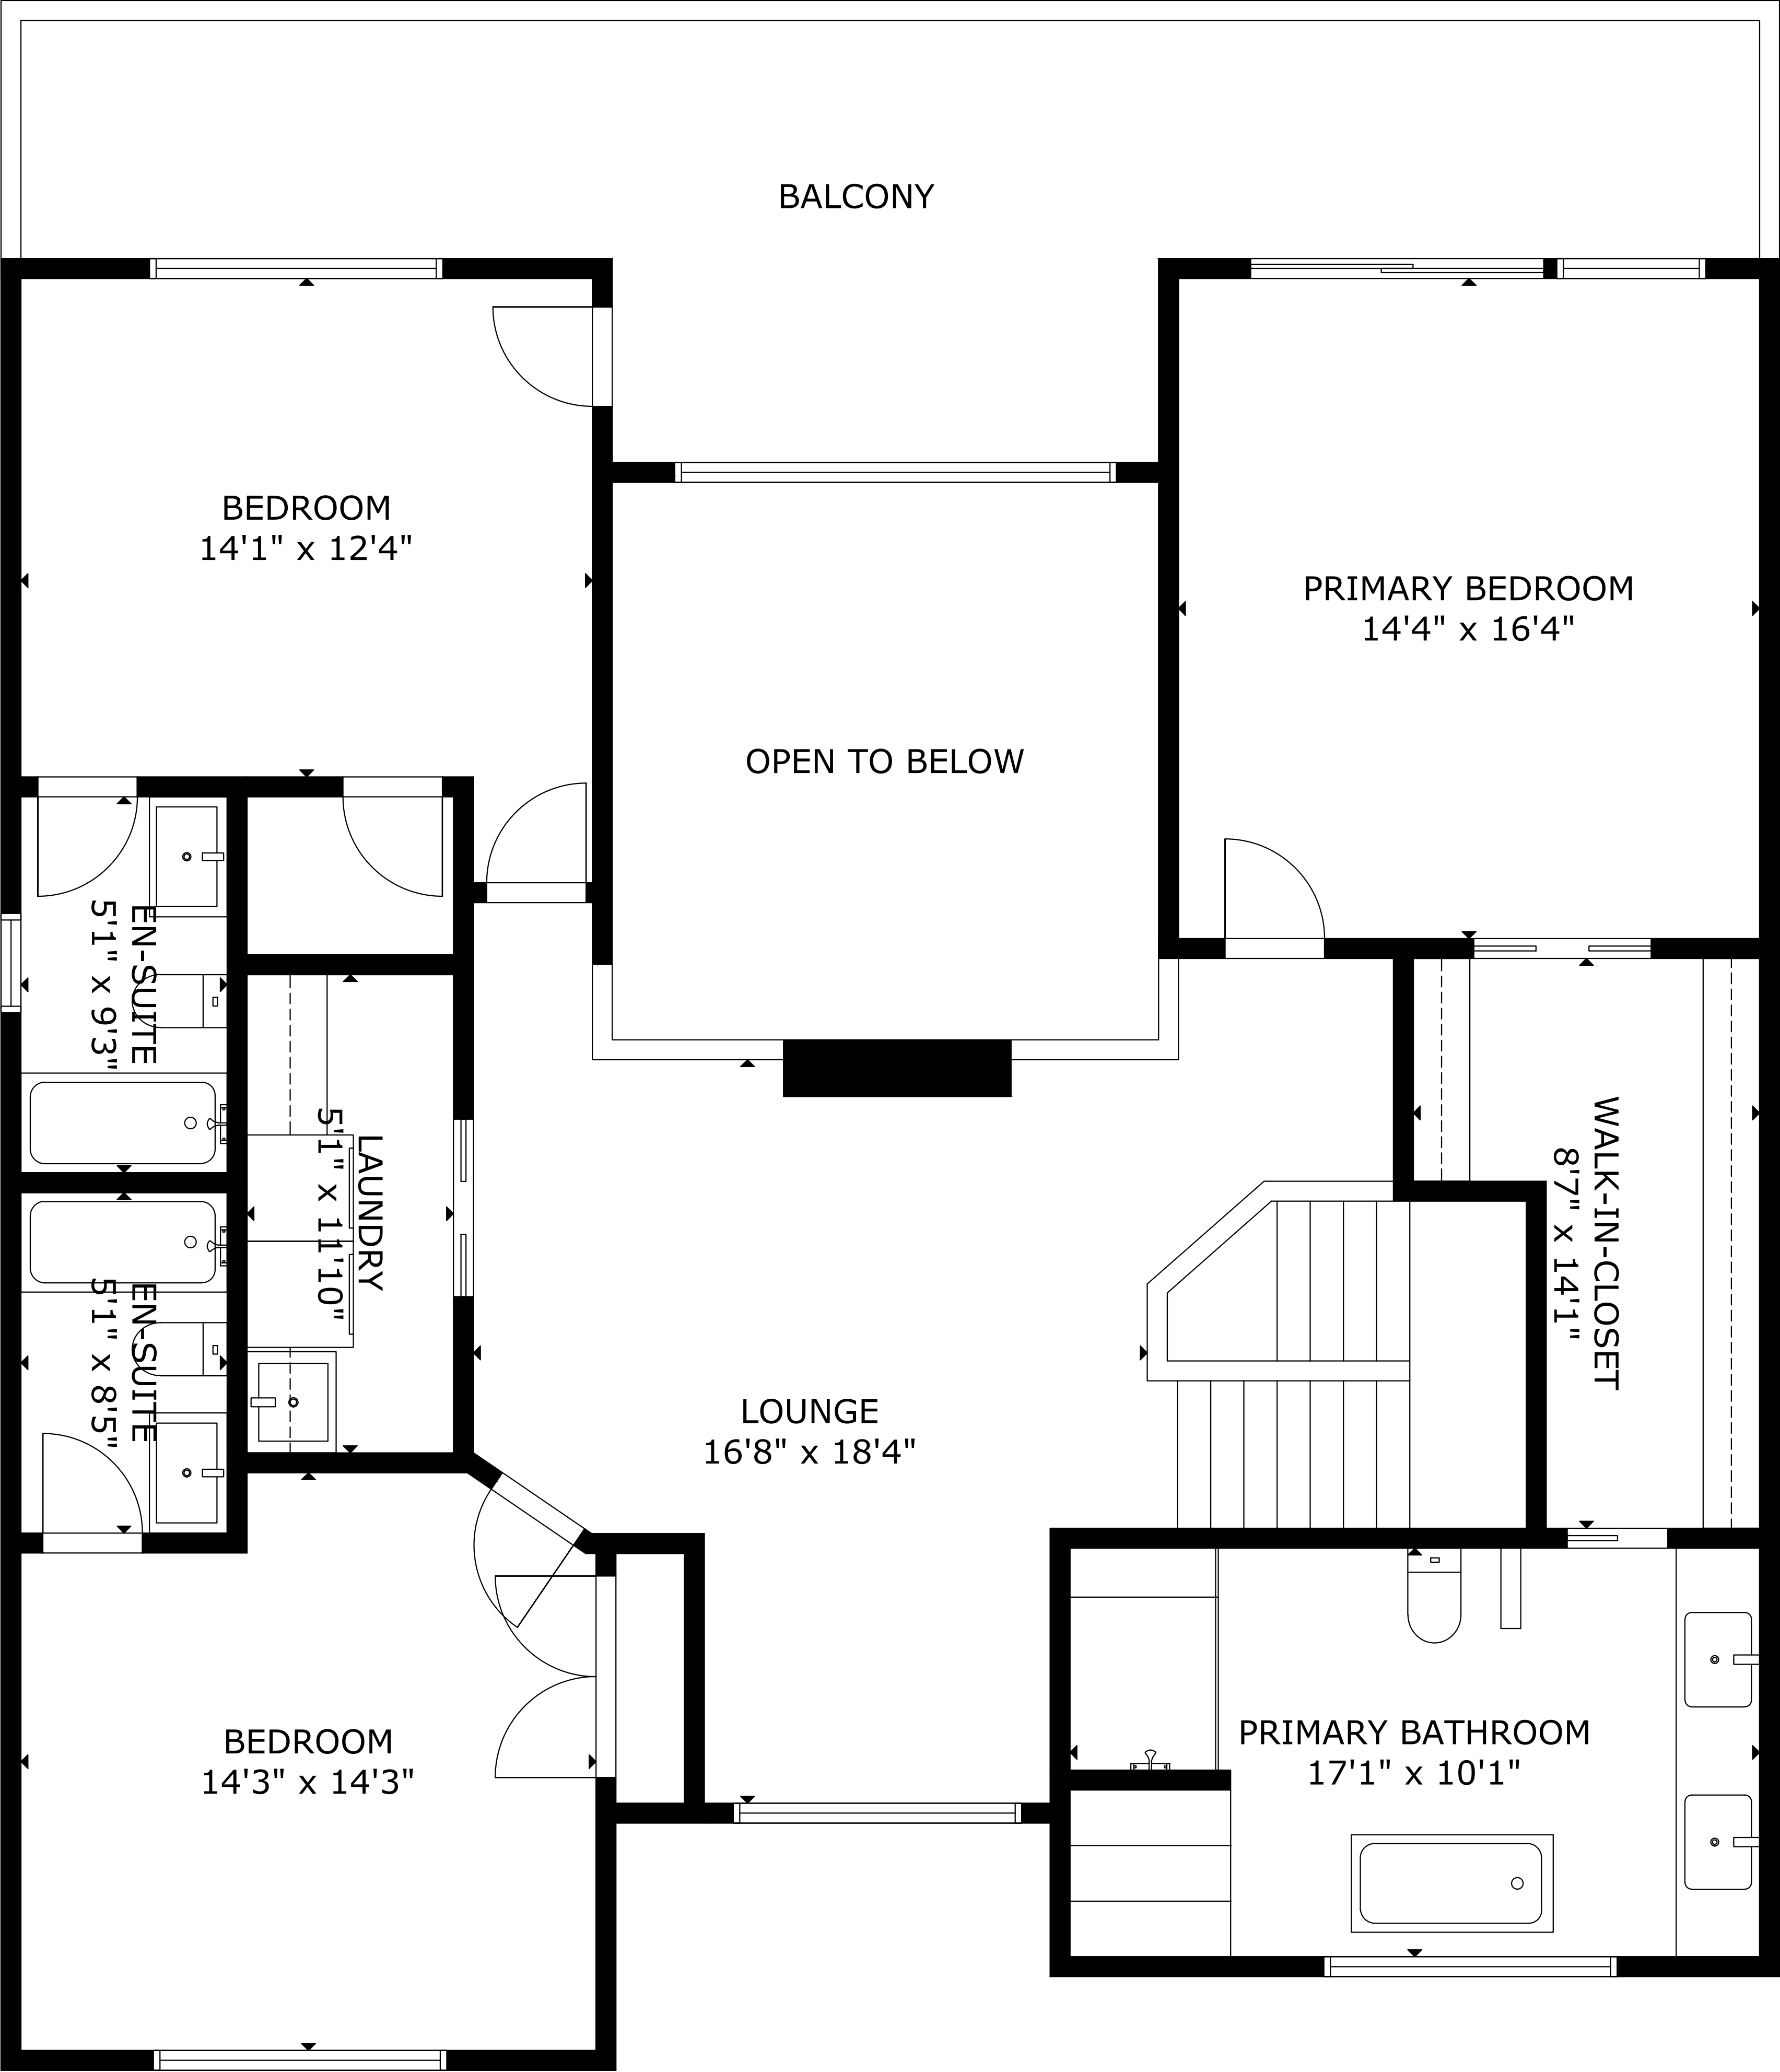 BALCONY
BEDROOM
14'1" x 12'4"
PRIMARY BEDROOM
14'4" x 16'4"
OPEN TO BELOW
EN-SUITE
5'1" x 9'3"
LAUNDRY
5'1" x 11'10"
WALK-IN-CLOSET
8'7" x 14'1"
EN-SUITE
5'1" x 8'5"
LOUNGE
16'8" x 18'4"
BEDROOM
14'3" x 14'3"
PRIMARY BATHROOM
17'1" x 10'1"